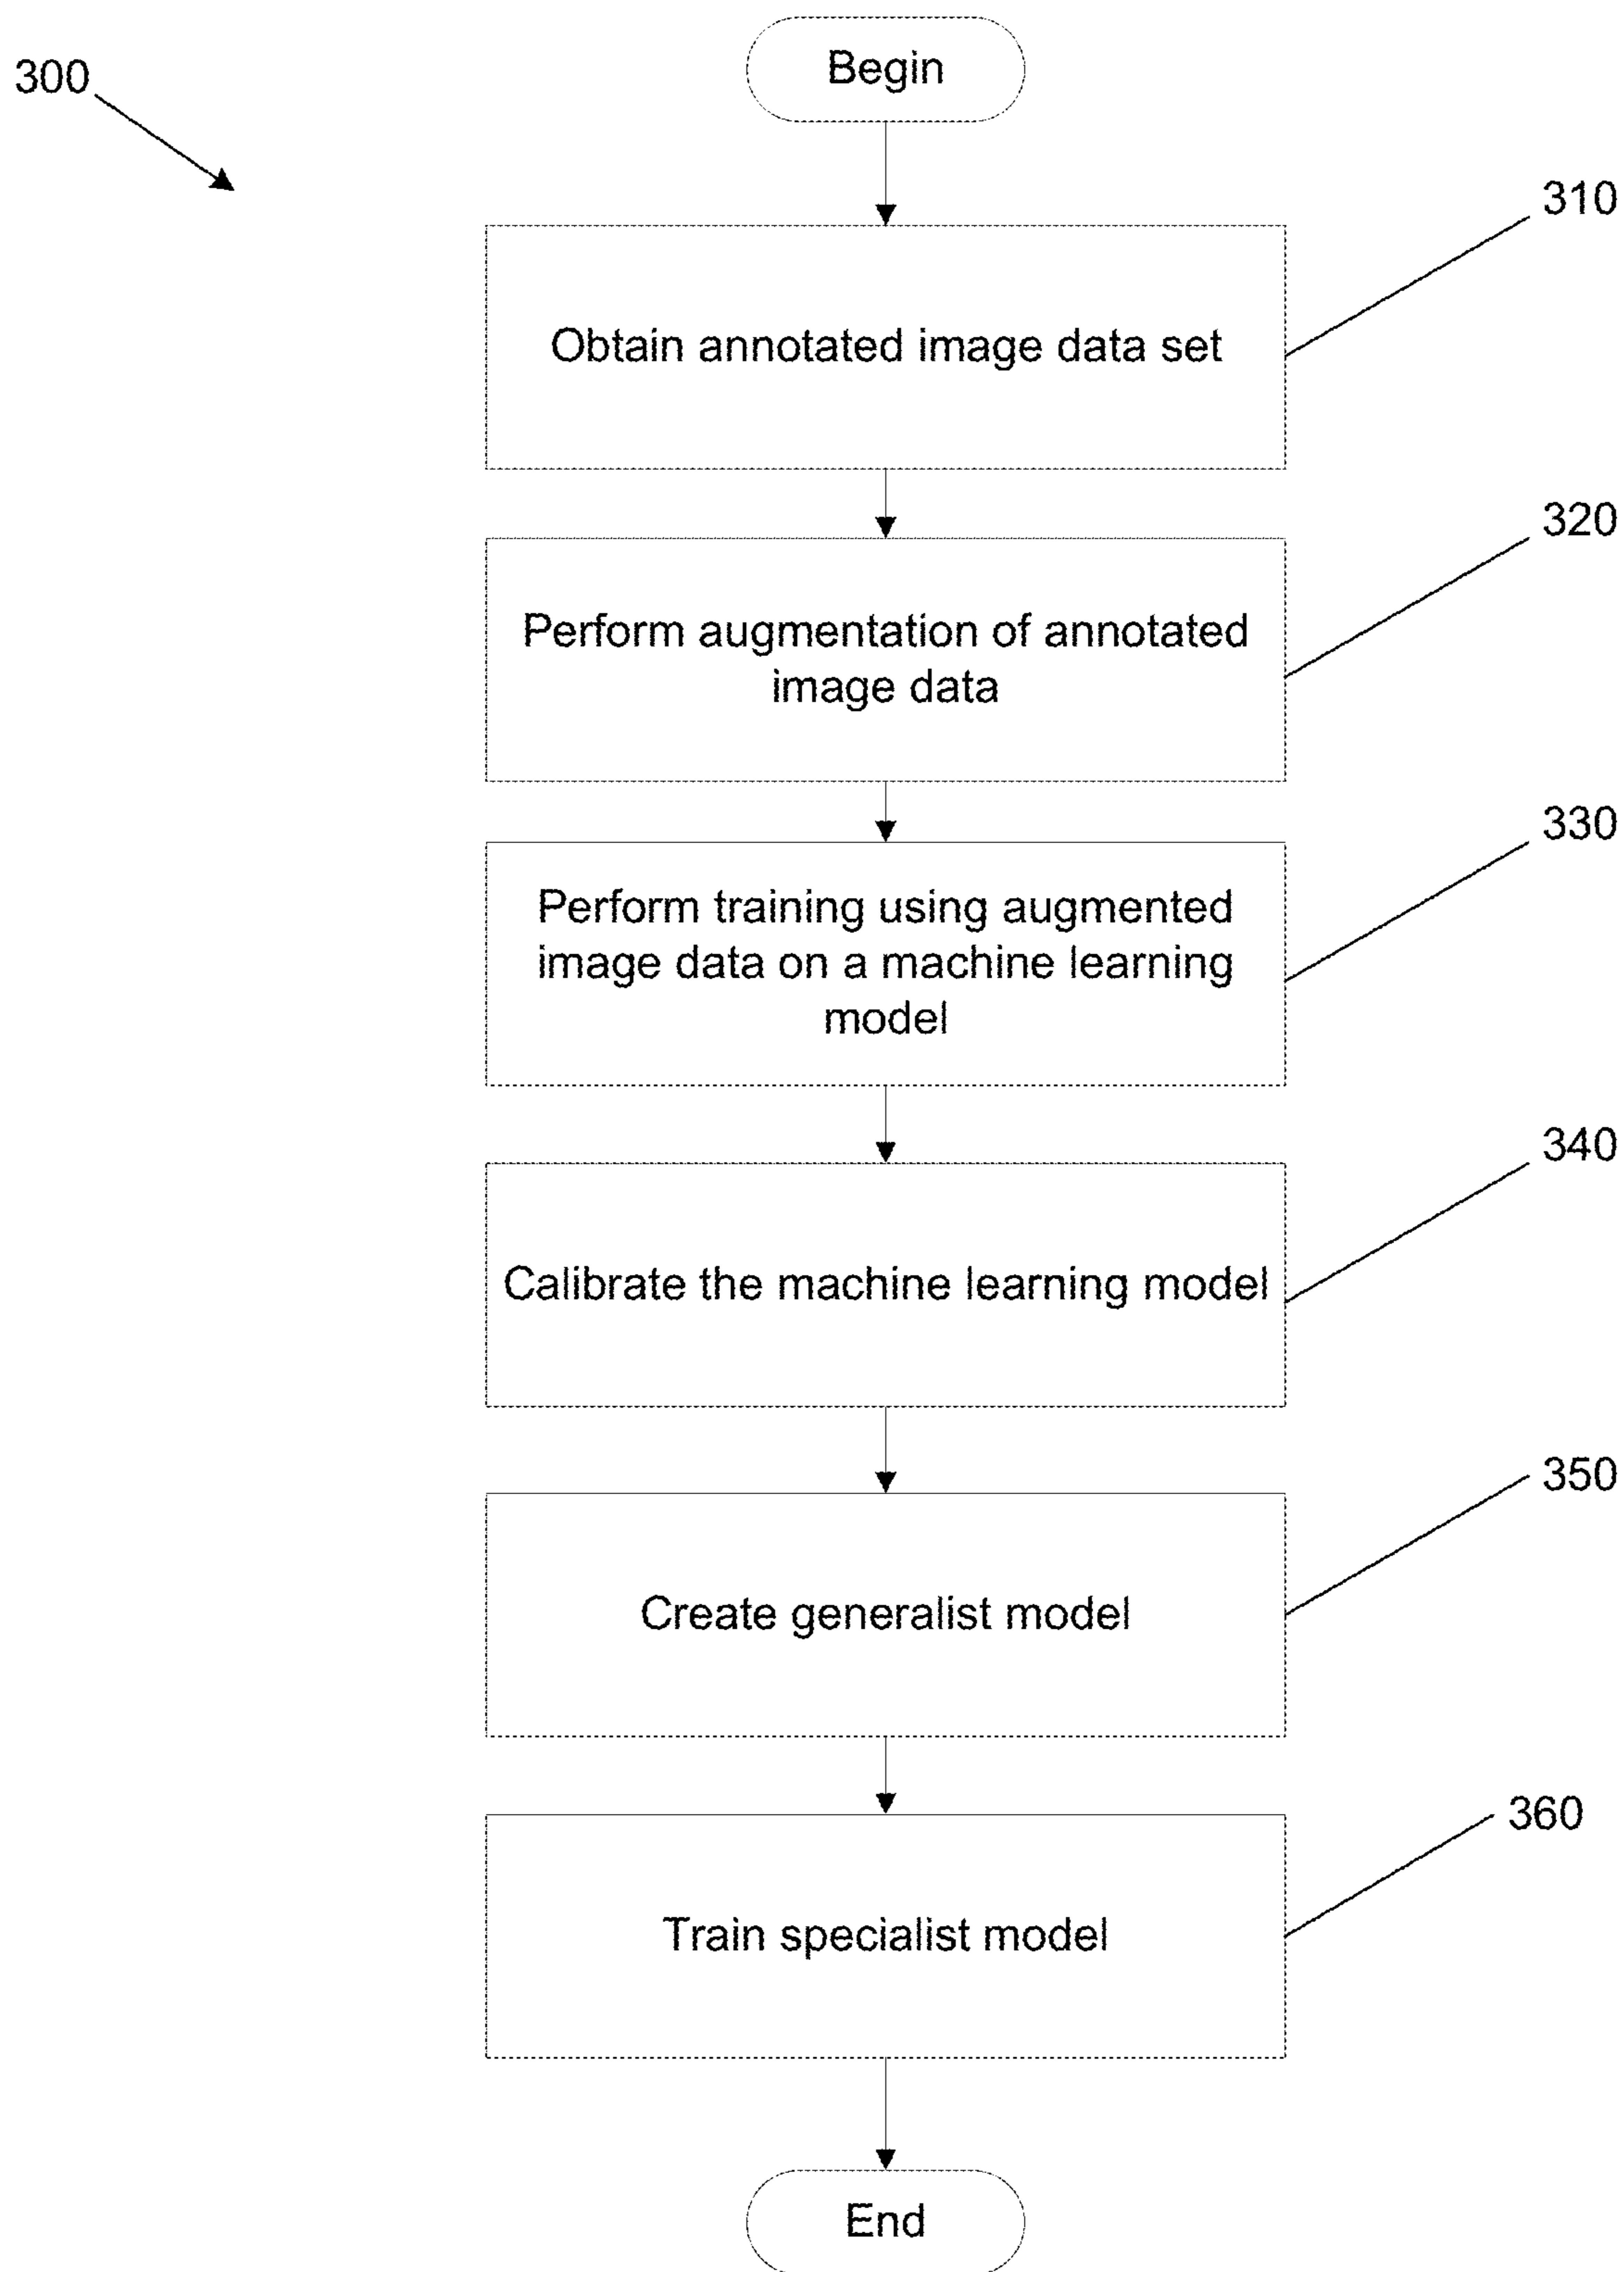 Begin
300
310
Obtain annotated image data set
320
Perform augmentation of annotated
image data
330
Perform training using augmented
image data on a machine learning
model
340
Calibrate the machine learning model
350
Create generalist model
360
Train specialist model
End